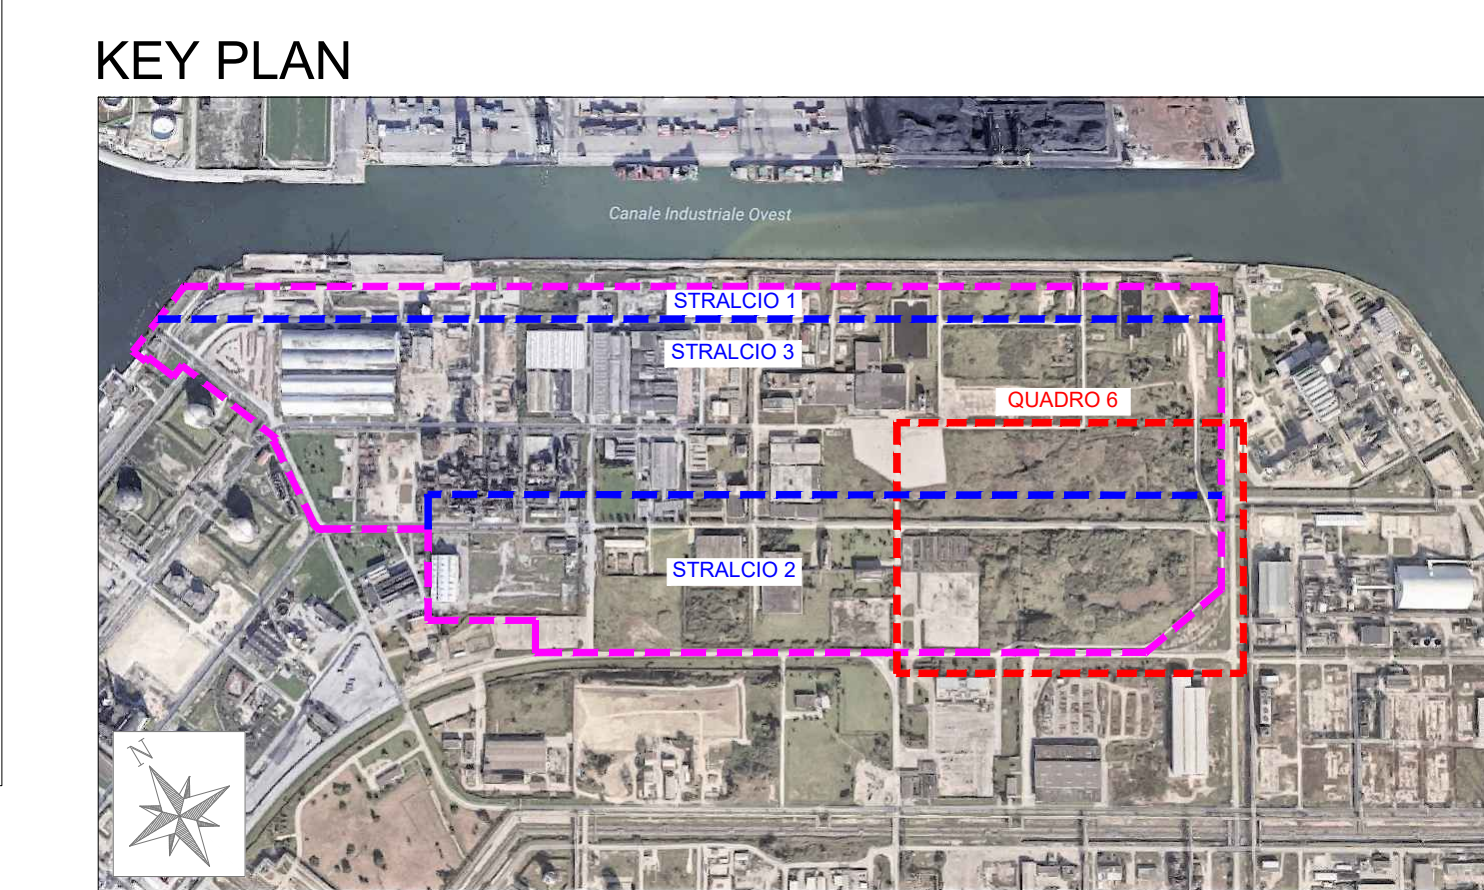 KEY PLAN
Canale Industriale Ovest
STRALCIO 1
STRALCIO 3
QUADRO 6
STRALCIO 2
N